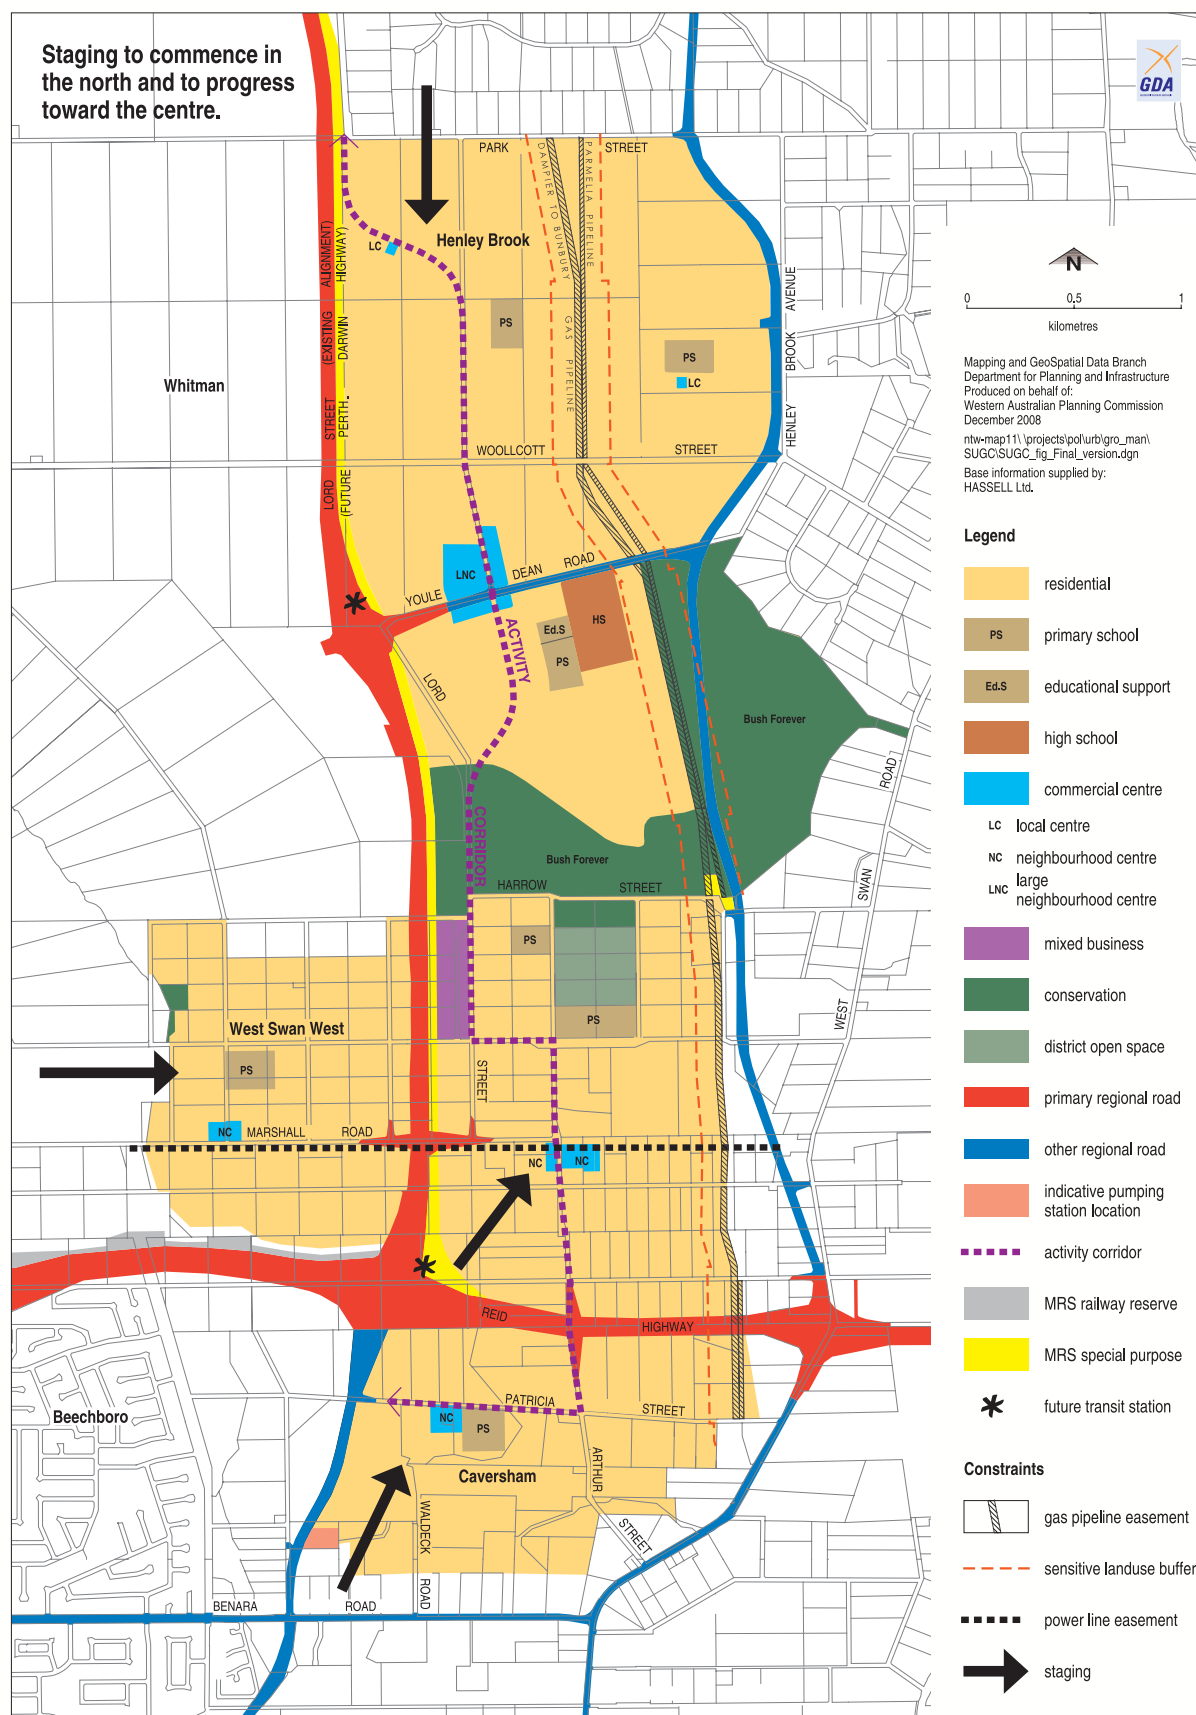 Staging to commence in
the north and to progress
toward the centre.
GDA
PARK
STREET
DAMPIER TO BUNBURY
GAS PIPELINE
PARMELIA PIPELINE
Henley Brook
LC
LORD STREET (EXISTING ALIGNMENT)
(FUTURE PERTH - DARWIN HIGHWAY)
PS
PS
LC
HENLEY BROOK AVENUE
Whitman
WOOLLCOTT
STREET
LNC
YOULE
DEAN
ROAD
HS
Ed.S
PS
ACTIVITY
LORD
Bush Forever
CORRIDOR
Bush Forever
HARROW
STREET
WEST
SWAN
ROAD
PS
PS
West Swan West
PS
STREET
NC
MARSHALL
ROAD
NC
NC
REID
HIGHWAY
PATRICIA
STREET
Beechboro
NC
PS
Caversham
ARTHUR
STREET
WALDECK
ROAD
BENARA
ROAD
N
0
0.5
1
kilometres
Mapping and GeoSpatial Data Branch
Department for Planning and Infrastructure
Produced on behalf of:
Western Australian Planning Commission
December 2008
ntw-map11\ \projects\pol\urb\gro_man\
SUGC\SUGC_fig_Final_version.dgn
Base information supplied by:
HASSELL Ltd.
Legend
residential
PS primary school
Ed.S educational support
high school
commercial centre
LC local centre
NC neighbourhood centre
LNC large
neighbourhood centre
mixed business
conservation
district open space
primary regional road
other regional road
indicative pumping
station location
activity corridor
MRS railway reserve
MRS special purpose
future transit station
Constraints
gas pipeline easement
sensitive landuse buffer
power line easement
staging